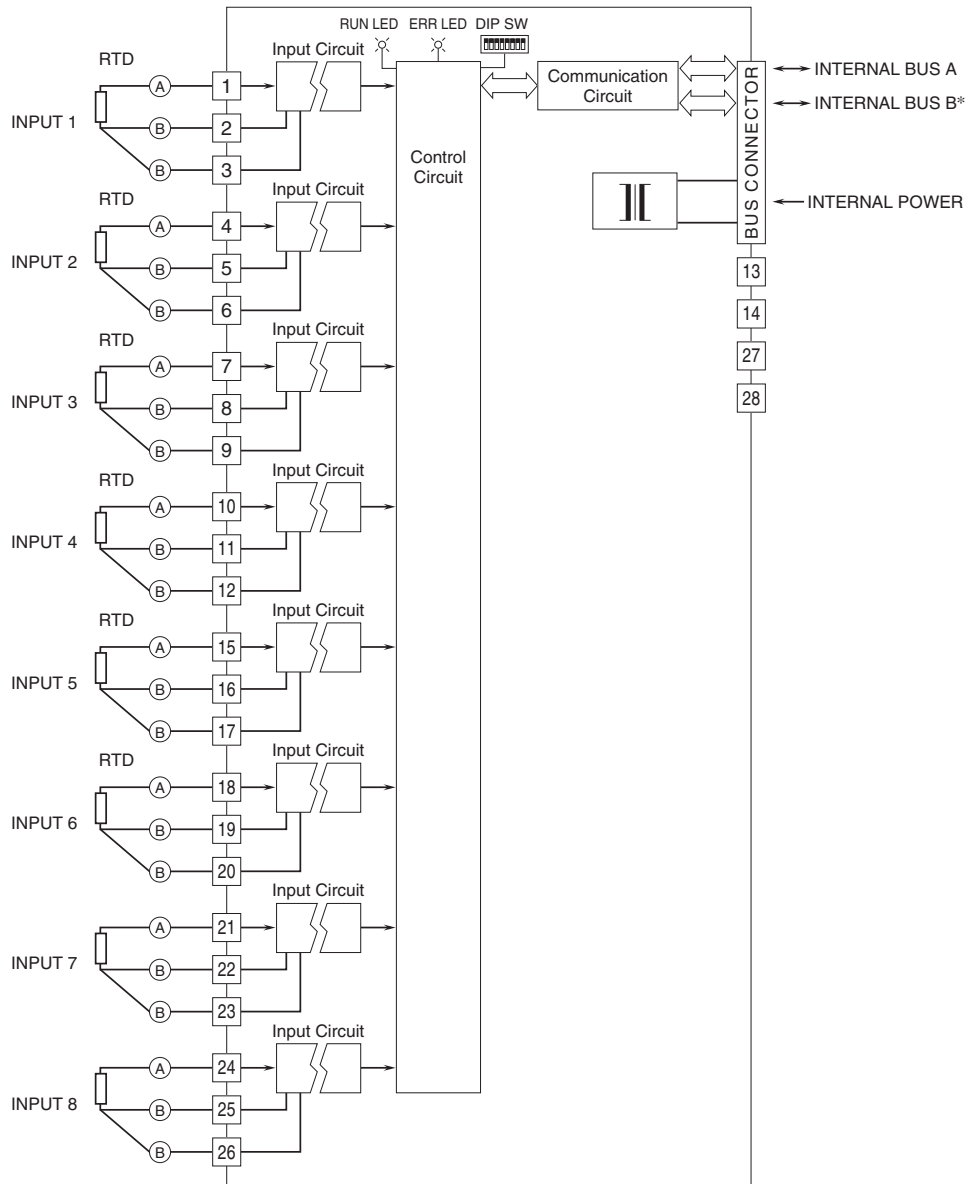 RUN LED ERR LED DIP SW
RTD
Input Circuit
INPUT 1
A
1
B
2
B
3
RTD
Input Circuit
INPUT 2
A
4
B
5
B
6
RTD
Input Circuit
INPUT 3
A
7
B
8
B
9
RTD
Input Circuit
INPUT 4
A
10
B
11
B
12
RTD
Input Circuit
INPUT 5
A
15
B
16
B
17
RTD
Input Circuit
INPUT 6
A
18
B
19
B
20
Input Circuit
INPUT 7
A
21
B
22
B
23
Input Circuit
INPUT 8
A
24
B
25
B
26
Control
Circuit
Communication
Circuit
BUS CONNECTOR
INTERNAL BUS A
INTERNAL BUS B*
INTERNAL POWER
13
14
27
28